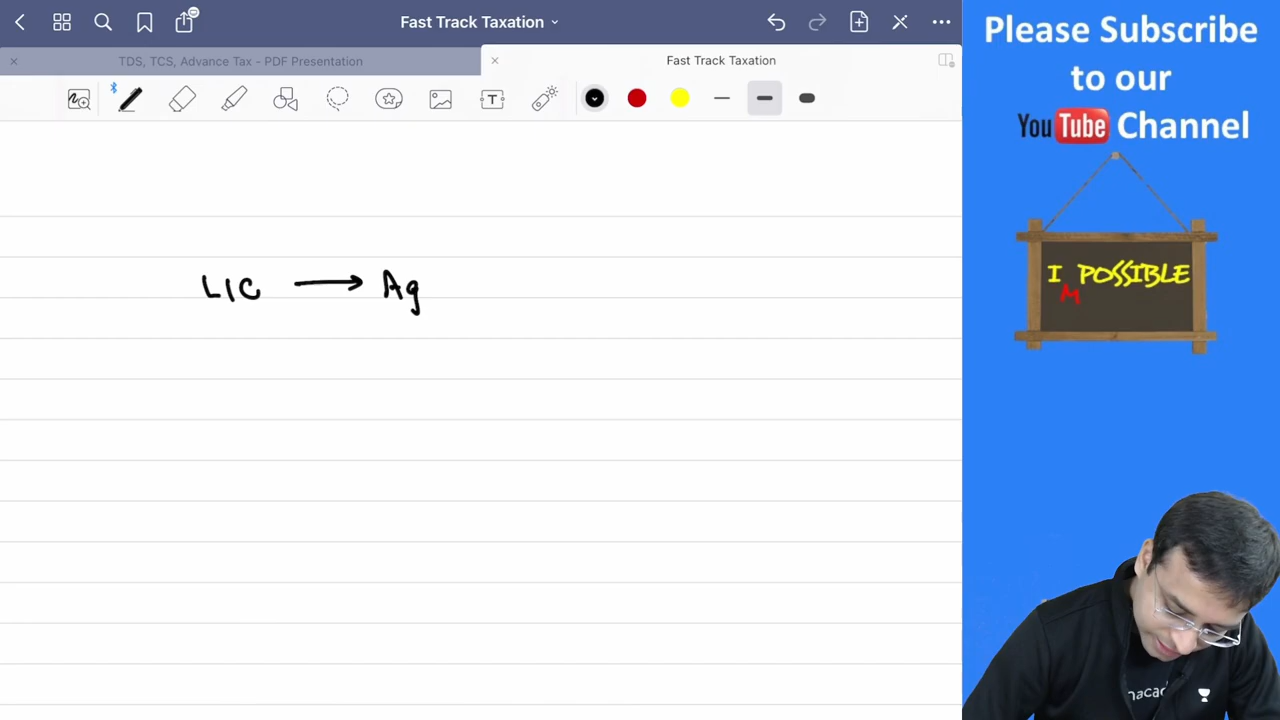 Fast Track Taxation
TDS, TCS, Advance Tax - PDF Presentation
Fast Track Taxation
T
LIC → Ag
Please Subscribe
to our
YouTube Channel
I POSSIBLE
M
nacad